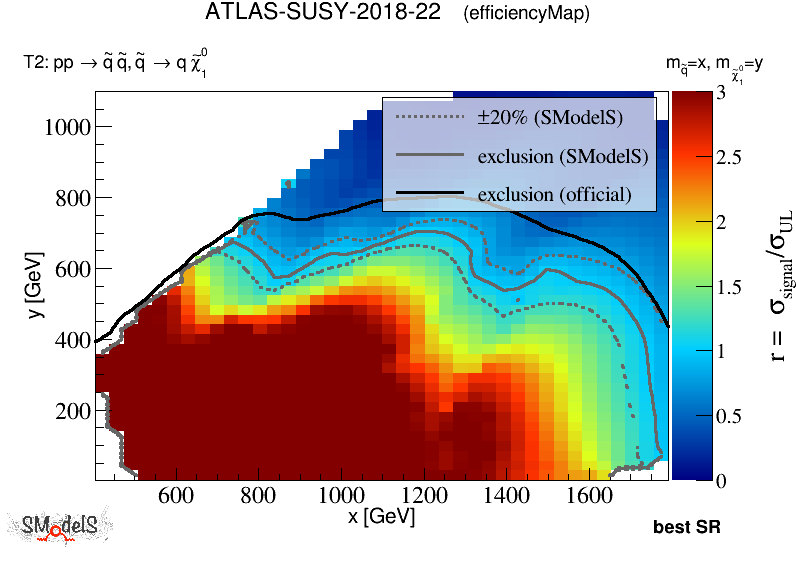 ATLAS-SUSY-2018-22 (efficiencyMap)
T2: pp → q̃ q̃, q̃ → q χ̃₁⁰
m_q̃=x, m_χ̃₁⁰=y
±20% (SModelS)
exclusion (SModelS)
exclusion (official)
3
2.5
2
1.5
1
0.5
0
r = σ_signal/σ_UL
1000
800
600
400
200
y [GeV]
600 800 1000 1200 1400 1600
x [GeV]
SModelS
best SR